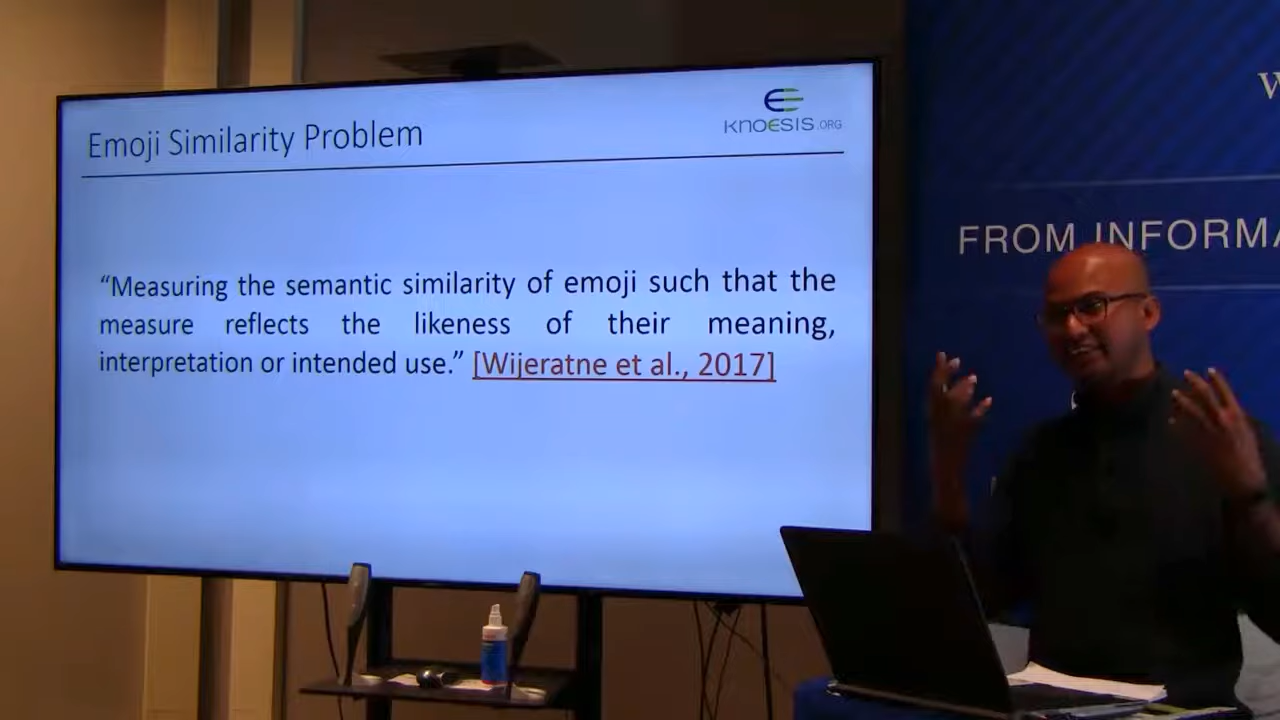 Emoji Similarity Problem
KNOESIS.ORG
“Measuring the semantic similarity of emoji such that the
measure reflects the likeness of their meaning,
interpretation or intended use.” [Wijeratne et al., 2017]
W
FROM INFORMA